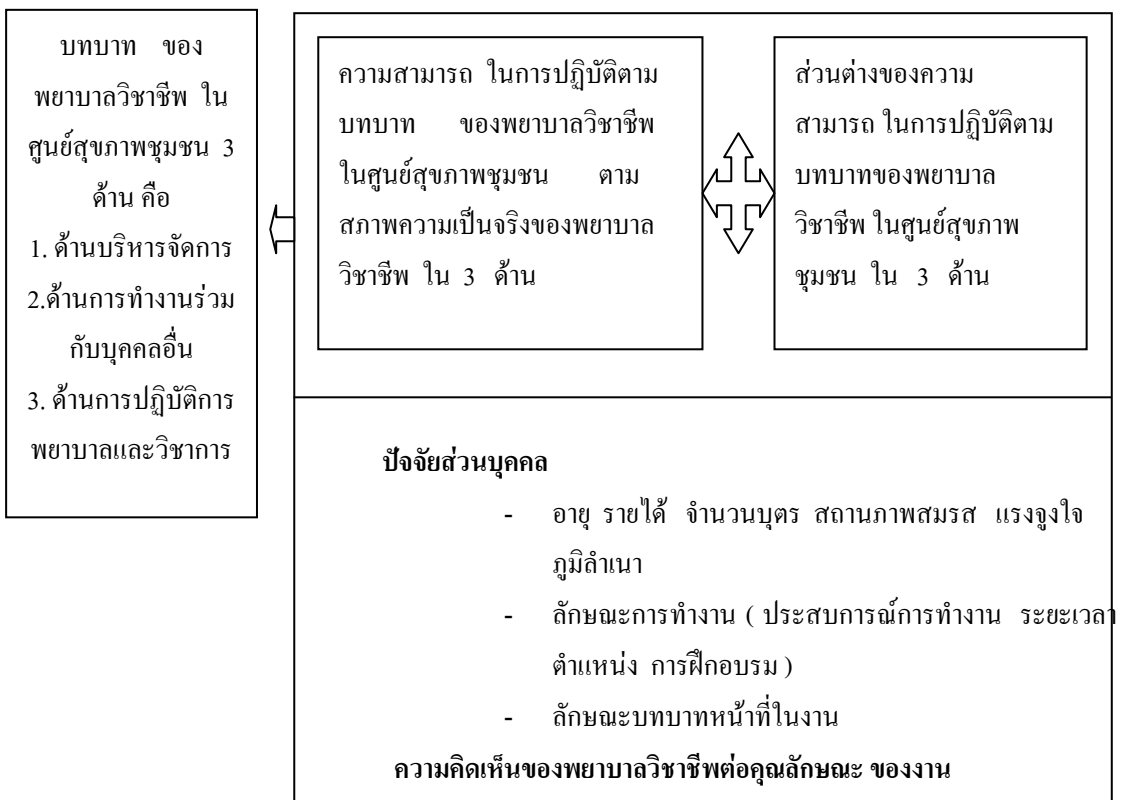 บทบาท ของ
พยาบาลวิชาชีพ ใน
ศูนย์สุขภาพชุมชน 3
ด้าน คือ
1. ด้านบริหารจัดการ
2.ด้านการทำงานร่วม
กับบุคคลอื่น
3. ด้านการปฏิบัติการ
พยาบาลและวิชาการ
ความสามารถ ในการปฏิบัติตาม
บทบาท ของพยาบาลวิชาชีพ
ในศูนย์สุขภาพชุมชน ตาม
สภาพความเป็นจริงของพยาบาล
วิชาชีพ ใน 3 ด้าน
ส่วนต่างของความ
สามารถ ในการปฏิบัติตาม
บทบาทของพยาบาล
วิชาชีพ ในศูนย์สุขภาพ
ชุมชน ใน 3 ด้าน
ปัจจัยส่วนบุคคล
- อายุ รายได้ จำนวนบุตร สถานภาพสมรส แรงจูงใจ
ภูมิลำเนา
- ลักษณะการทำงาน ( ประสบการณ์การทำงาน ระยะเวลา
ตำแหน่ง การฝึกอบรม )
- ลักษณะบทบาทหน้าที่ในงาน
ความคิดเห็นของพยาบาลวิชาชีพต่อคุณลักษณะ ของงาน